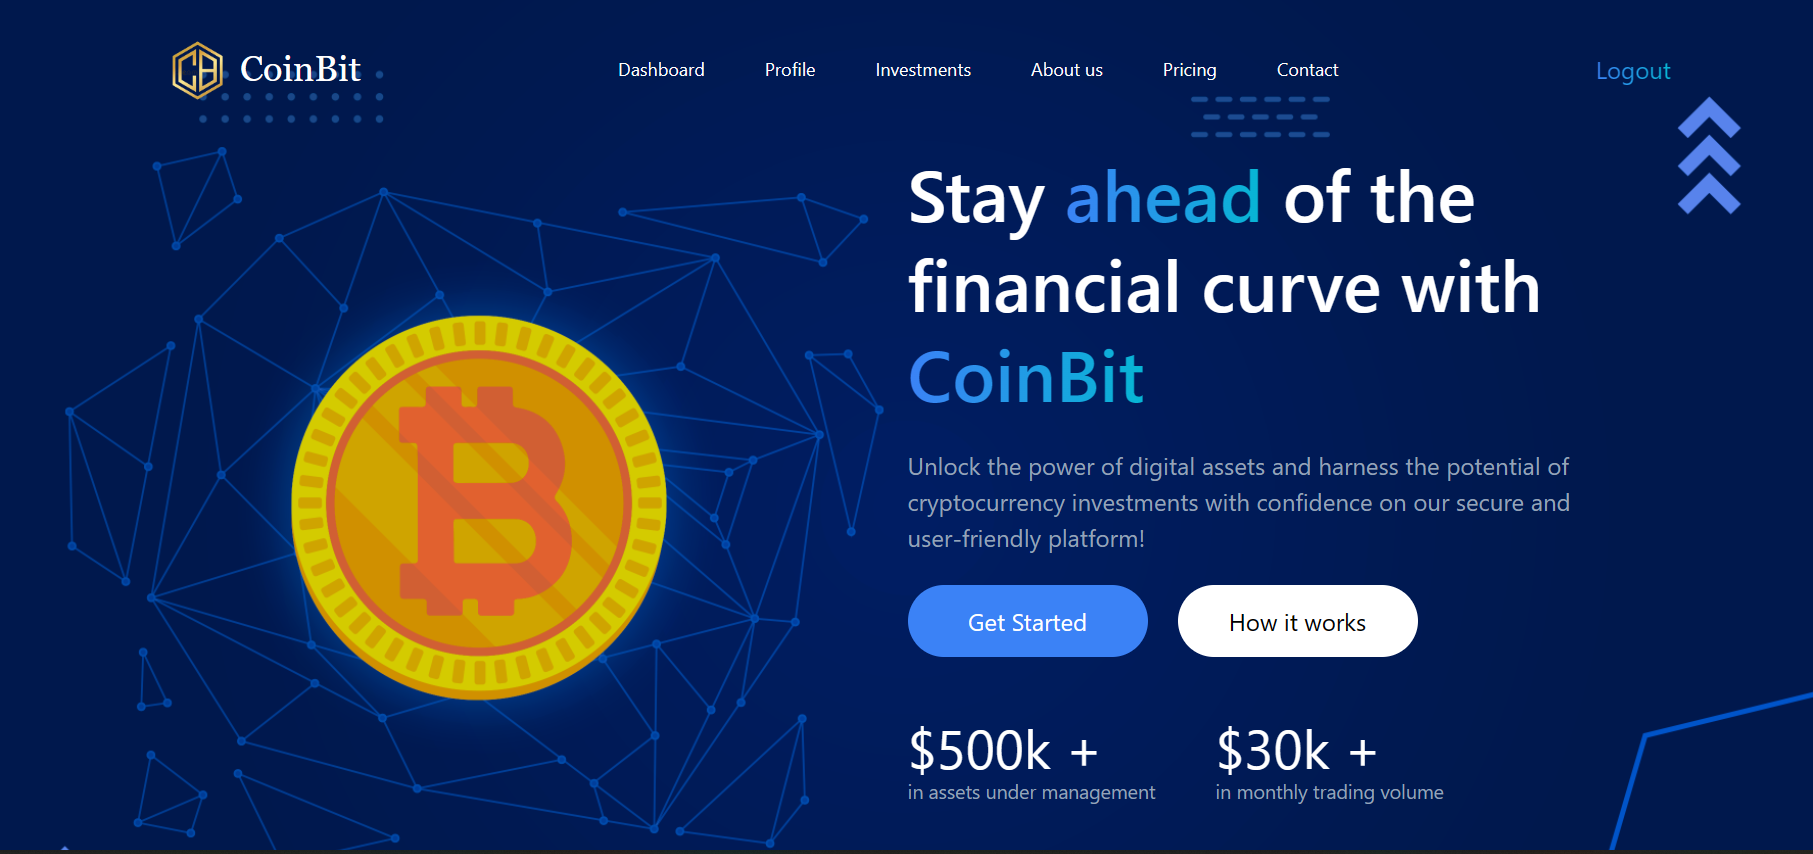 CoinBit
Dashboard
Profile
Investments
About us
Pricing
Contact
Logout
Stay ahead of the
financial curve with
CoinBit
Unlock the power of digital assets and harness the potential of
cryptocurrency investments with confidence on our secure and
user-friendly platform!
Get Started
How it works
$500k +
in assets under management
$30k +
in monthly trading volume